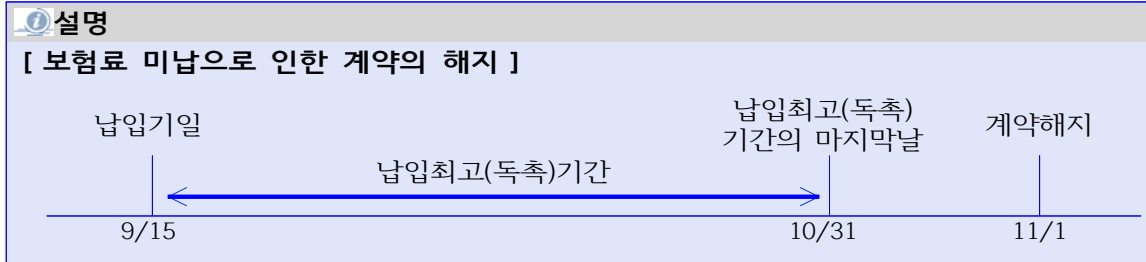 설명
[ 보험료 미납으로 인한 계약의 해지 ]
납입기일
납입최고(독촉)
기간의 마지막날
계약해지
납입최고(독촉)기간
9/15
10/31
11/1